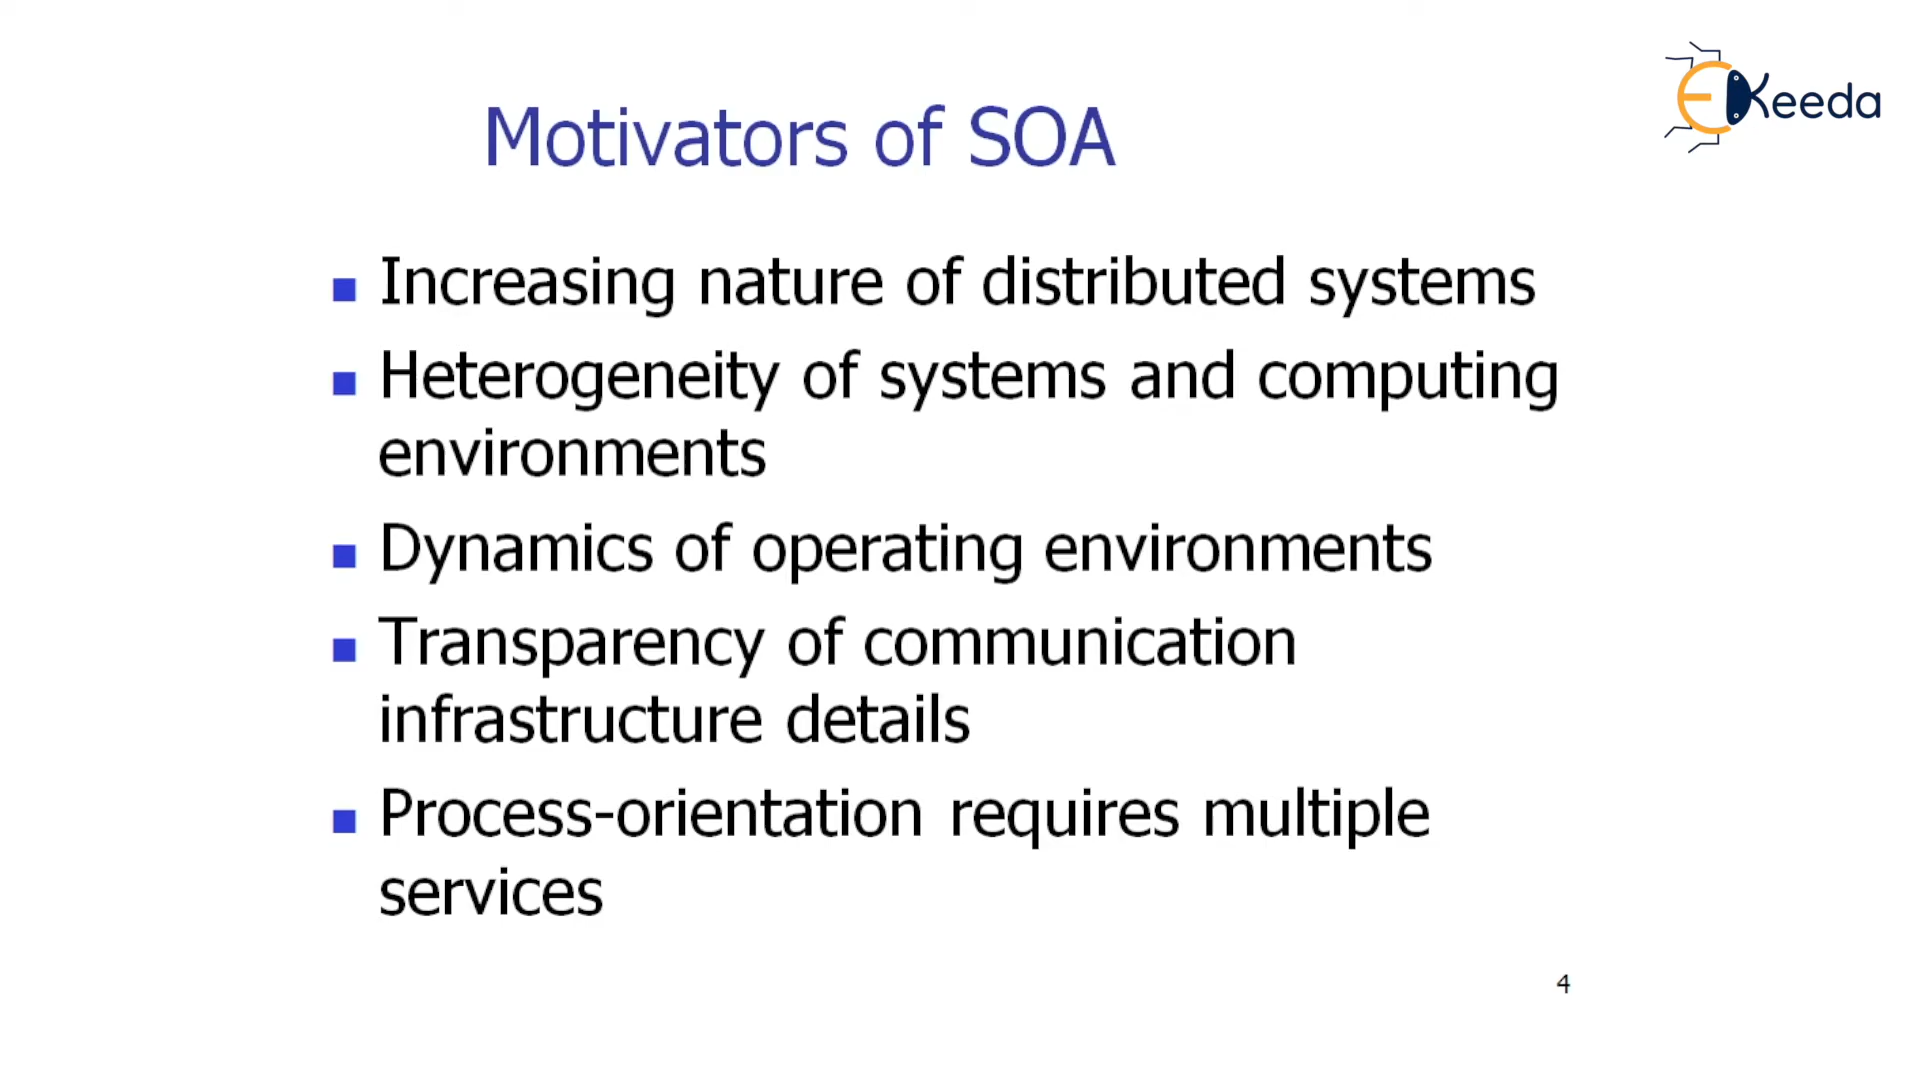 EKeeda
Motivators of SOA
Increasing nature of distributed systems
Heterogeneity of systems and computing
environments
Dynamics of operating environments
Transparency of communication
infrastructure details
Process-orientation requires multiple
services
4